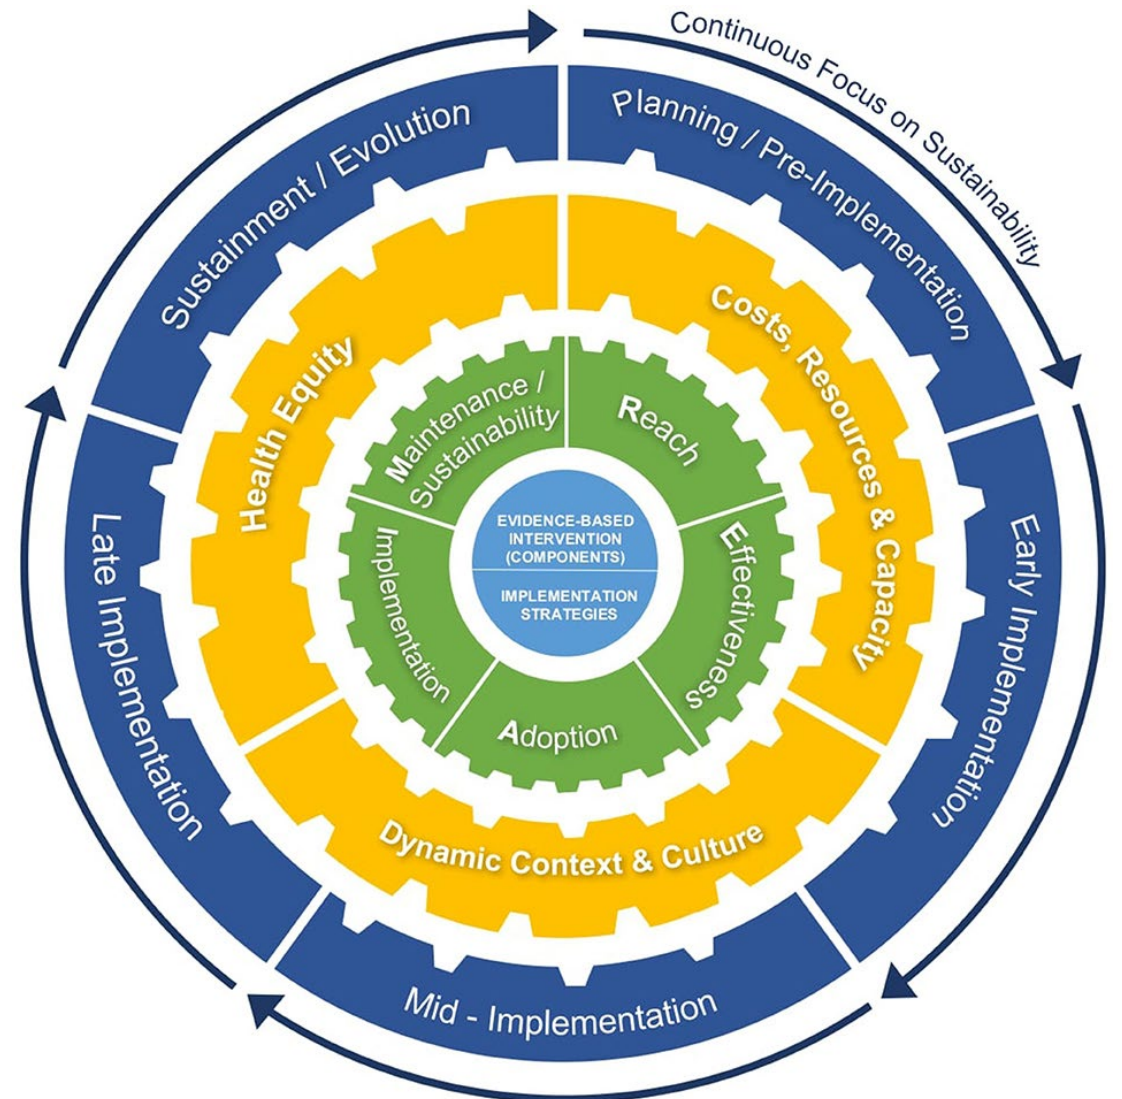 Continuous Focus on Sustainability
Planning / Pre-Implementation
Early Implementation
Mid - Implementation
Late Implementation
Sustainment / Evolution
Costs, Resources & Capacity
Dynamic Context & Culture
Health Equity
Reach
Effectiveness
Adoption
Implementation
Maintenance /
Sustainability
EVIDENCE-BASED
INTERVENTION
(COMPONENTS)
IMPLEMENTATION
STRATEGIES